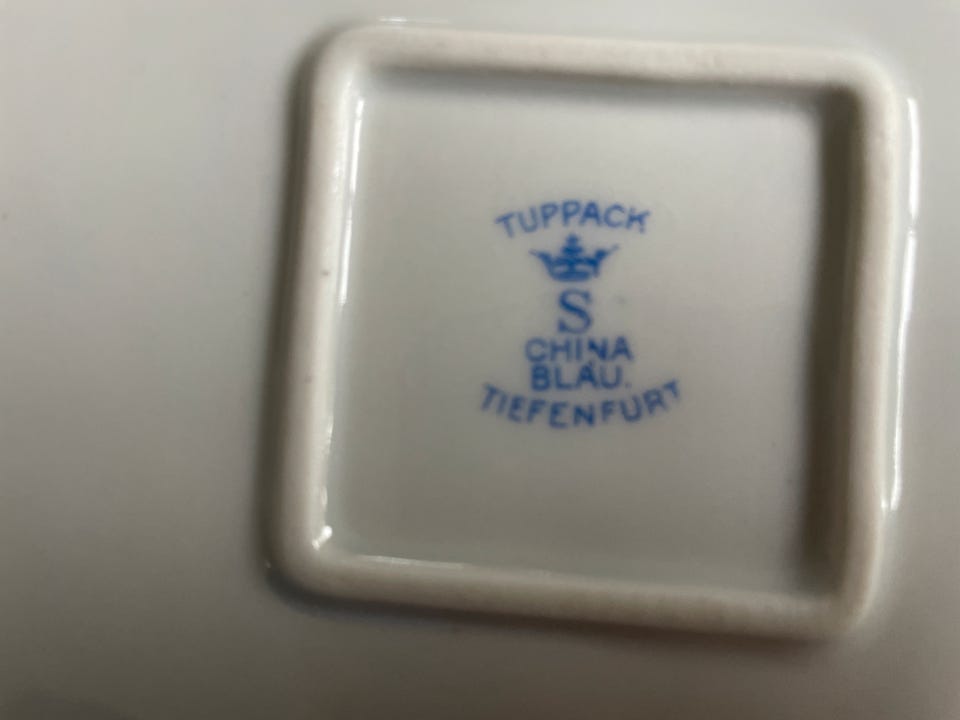 TUPPACK
S
CHINA
BLAU.
TIEFENFURT